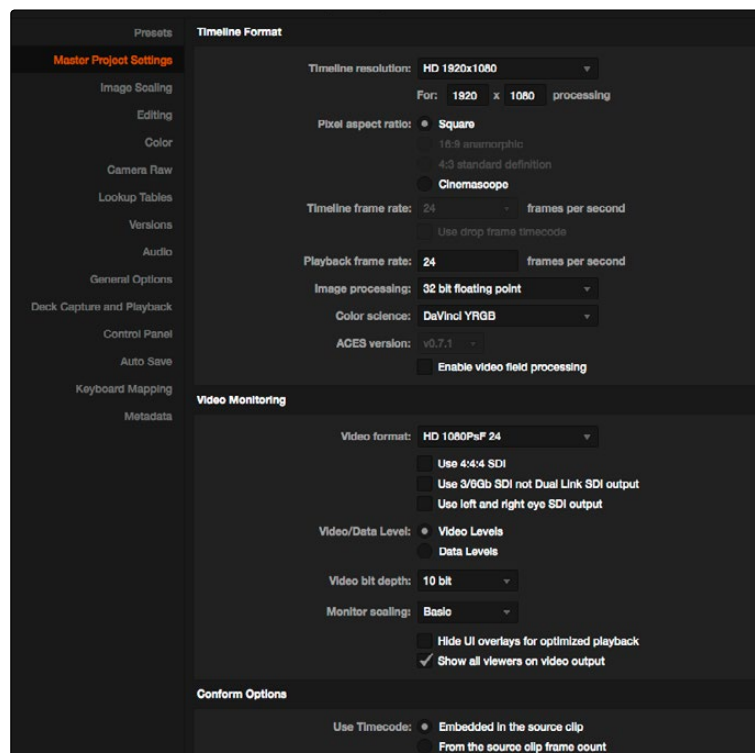 Presets
Master Project Settings
Image Scaling
Editing
Color
Camera Raw
Lookup Tables
Versions
Audio
General Options
Deck Capture and Playback
Control Panel
Auto Save
Keyboard Mapping
Metadata
Timeline Format
Timeline resolution: HD 1920x1080
For: 1920 x 1080 processing
Pixel aspect ratio: Square
16:9 anamorphic
4:3 standard definition
Cinemascope
Timeline frame rate: 24 frames per second
Use drop frame timecode
Playback frame rate: 24 frames per second
Image processing: 32 bit floating point
Color science: DaVinci YRGB
ACES version: v0.7.1
Enable video field processing
Video Monitoring
Video format: HD 1080PsF 24
Use 4:4:4 SDI
Use 3/6Gb SDI not Dual Link SDI output
Use left and right eye SDI output
Video/Data Level: Video Levels
Data Levels
Video bit depth: 10 bit
Monitor scaling: Basic
Hide UI overlays for optimized playback
Show all viewers on video output
Conform Options
Use Timecode: Embedded in the source clip
From the source clip frame count